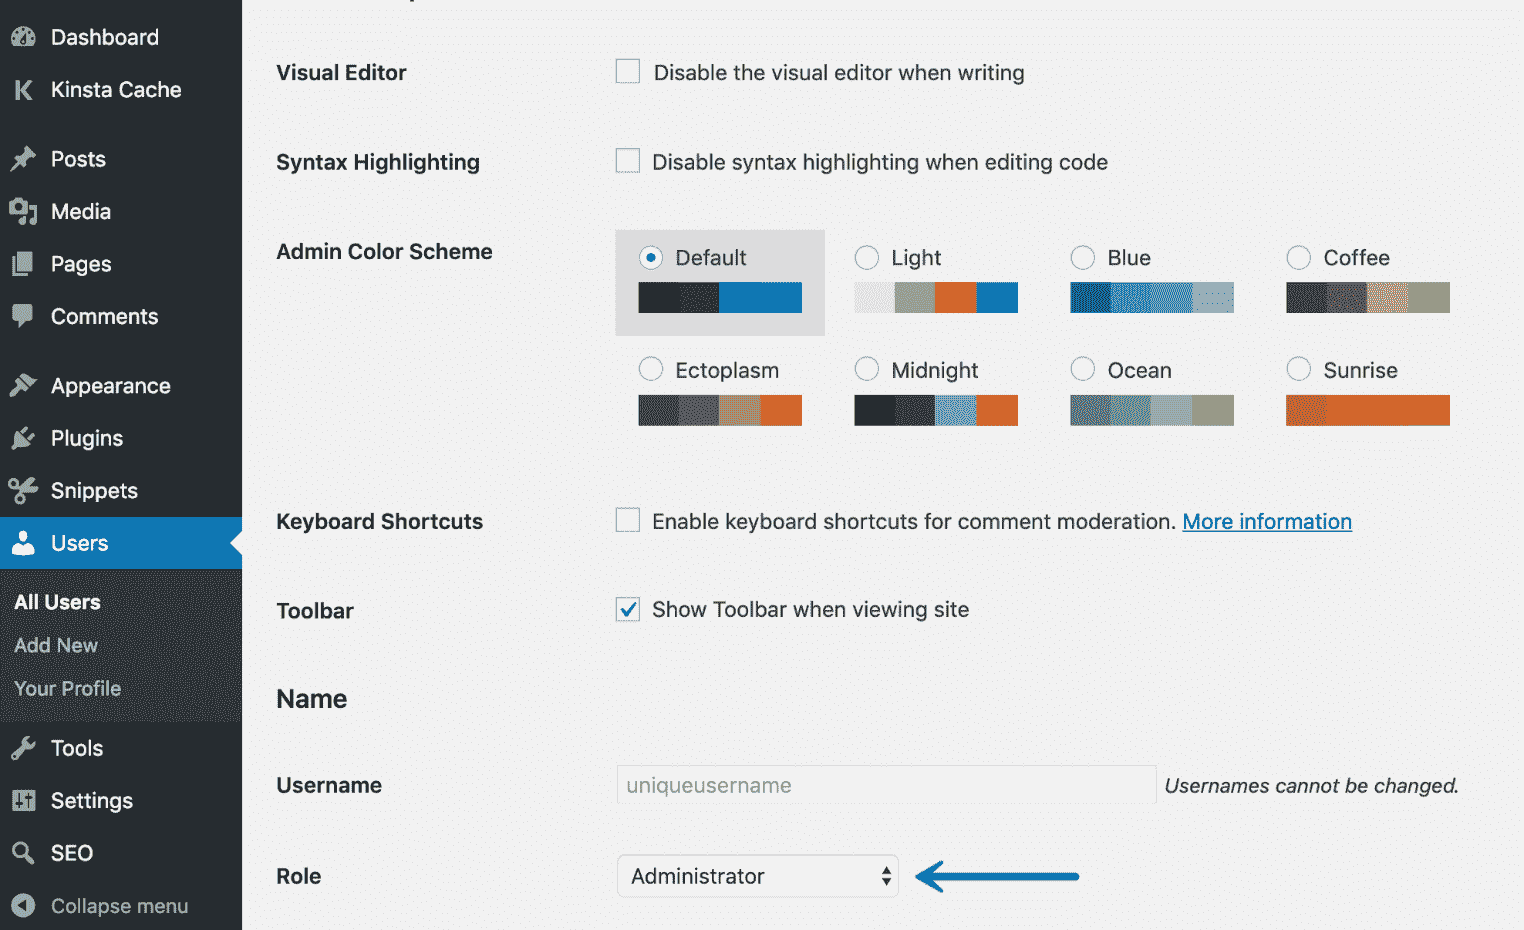 Dashboard
Kinsta Cache
Posts
Media
Pages
Comments
Appearance
Plugins
Snippets
Users
All Users
Add New
Your Profile
Tools
Settings
SEO
Collapse menu
Visual Editor
Disable the visual editor when writing
Syntax Highlighting
Disable syntax highlighting when editing code
Admin Color Scheme
Default
Light
Blue
Coffee
Ectoplasm
Midnight
Ocean
Sunrise
Keyboard Shortcuts
Enable keyboard shortcuts for comment moderation. More information
Toolbar
Show Toolbar when viewing site
Name
Username
uniqueusername
Usernames cannot be changed.
Role
Administrator